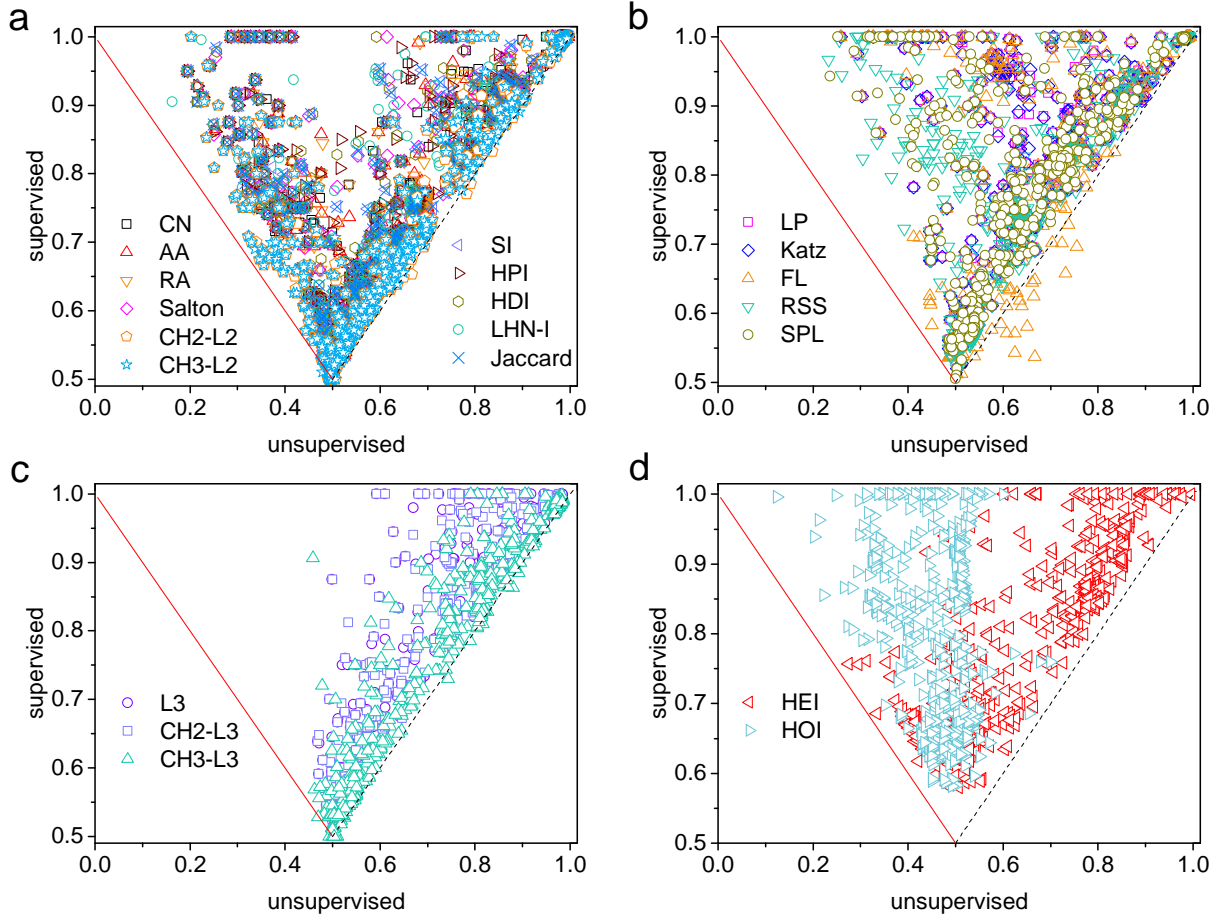 a
1.0
0.9
0.8
0.7
0.6
0.5
supervised
CN
AA
RA
Salton
CH2-L2
CH3-L2
SI
HPI
HDI
LHN-I
Jaccard
0.0 0.2 0.4 0.6 0.8 1.0
unsupervised
b
1.0
0.9
0.8
0.7
0.6
0.5
supervised
LP
Katz
FL
RSS
SPL
0.0 0.2 0.4 0.6 0.8 1.0
unsupervised
c
1.0
0.9
0.8
0.7
0.6
0.5
supervised
L3
CH2-L3
CH3-L3
0.0 0.2 0.4 0.6 0.8 1.0
unsupervised
d
1.0
0.9
0.8
0.7
0.6
0.5
supervised
HEI
HOI
0.0 0.2 0.4 0.6 0.8 1.0
unsupervised